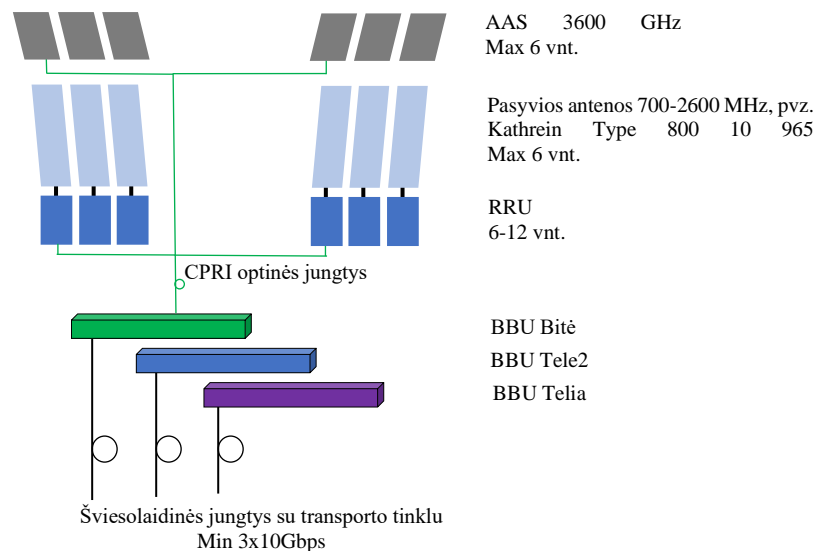 AAS 3600 GHz
Max 6 vnt.
Pasyvios antenos 700-2600 MHz, pvz.
Kathrein Type 800 10 965
Max 6 vnt.
RRU
6-12 vnt.
CPRI optinės jungtys
BBU Bitė
BBU Tele2
BBU Telia
Šviesolaidinės jungtys su transporto tinklu
Min 3x10Gbps